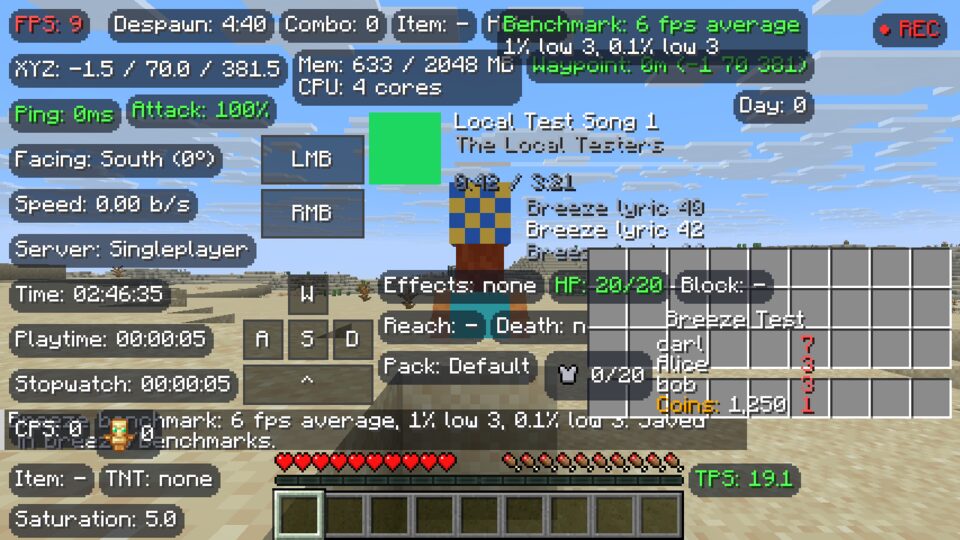 FPS: 9
Despawn: 4:40
Combo: 0
Item: -
Benchmark: 6 fps average
1% low 3, 0.1% low 3
REC
XYZ: -1.5 / 70.0 / 381.5
Mem: 633 / 2048 MB
CPU: 4 cores
Waypoint: 0m (-1 70 381)
Ping: 0ms
Attack: 100%
Day: 0
Local Test Song 1
The Local Testers
0:42 / 3:21
Facing: South (0°)
LMB
RMB
Speed: 0.00 b/s
Breeze lyric 40
Breeze lyric 42
Server: Singleplayer
Effects: none
HP: 20/20
Block: -
Time: 02:46:35
W
A
S
D
^
Reach: -
Death:
Breeze Test
Playtime: 00:00:05
darl 7
Alice 3
bob 3
Coins: 1,250 1
Pack: Default
0/20
Stopwatch: 00:00:05
Breeze benchmark: 6 fps average, 1% low 3, 0.1% low 3. Saved
in breeze benchmarks.
CPS: 0
0
Item: -
TNT: none
TPS: 19.1
Saturation: 5.0